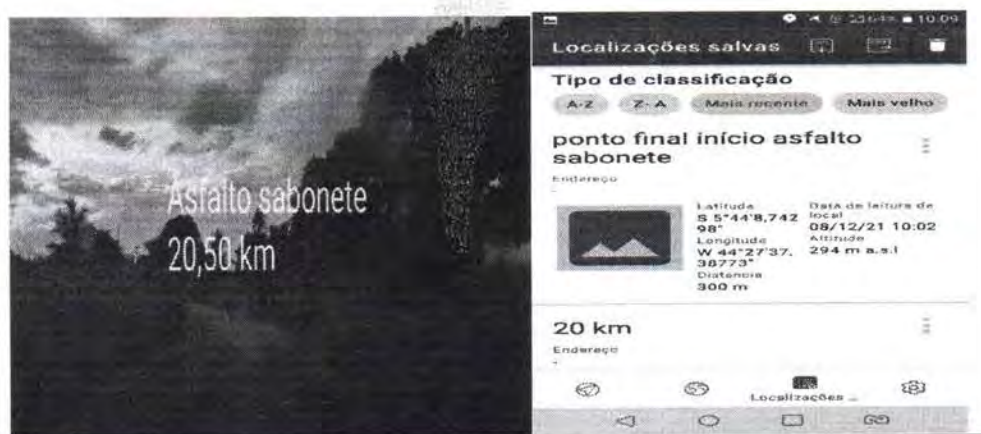 Asfalto sabonete
20,50 km
10.09
Localizações salvas
Tipo de classificação
A-Z
Z-A
Mais recente
Mais velho
ponto final início asfalto
sabonete
Endereço
-
Latitude
S 5°44'8,742
98"
Longitude
W 44°27'37,
38773"
Distancia
300 m
Data de leitura de
local
08/12/21 10:02
Altitude
294 m a.s.l
20 km
Endereço
-
Localizações ...